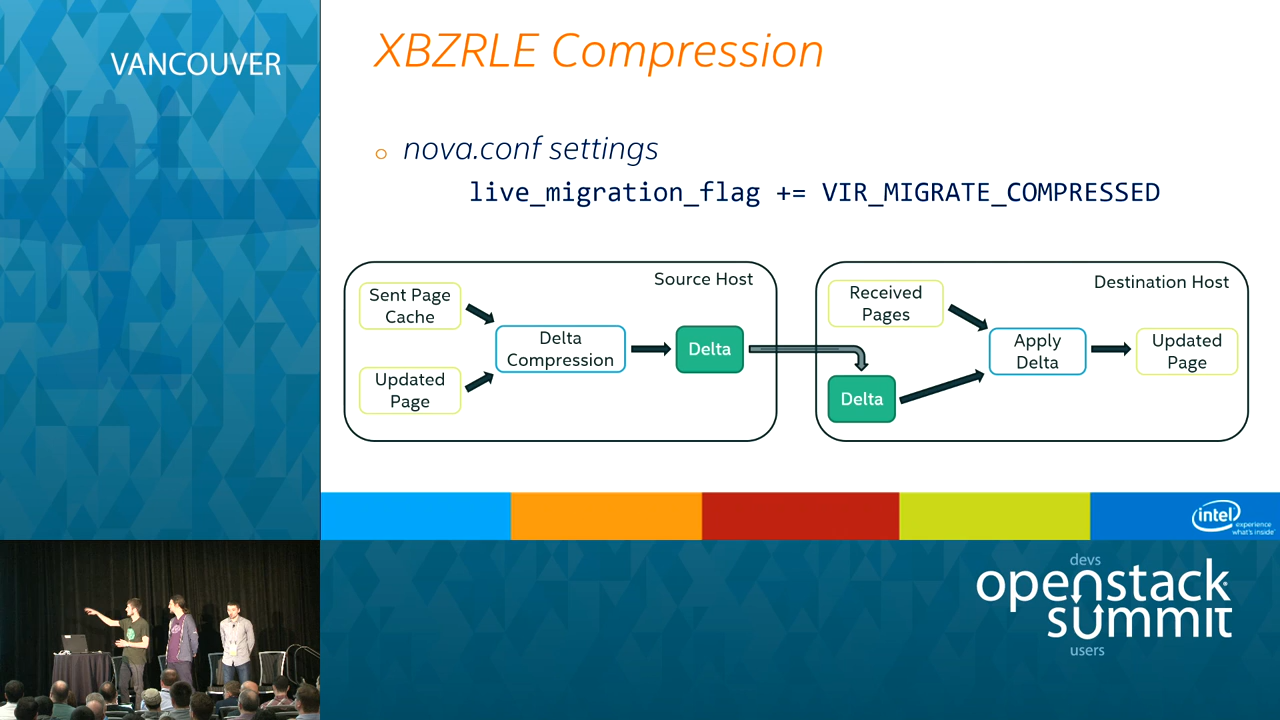 VANCOUVER
XBZRLE Compression
nova.conf settings
live_migration_flag += VIR_MIGRATE_COMPRESSED
Source Host
Sent Page
Cache
Updated
Page
Delta
Compression
Delta
Destination Host
Received
Pages
Delta
Apply
Delta
Updated
Page
intel
experience
what's inside
devs
openstack
summit
users